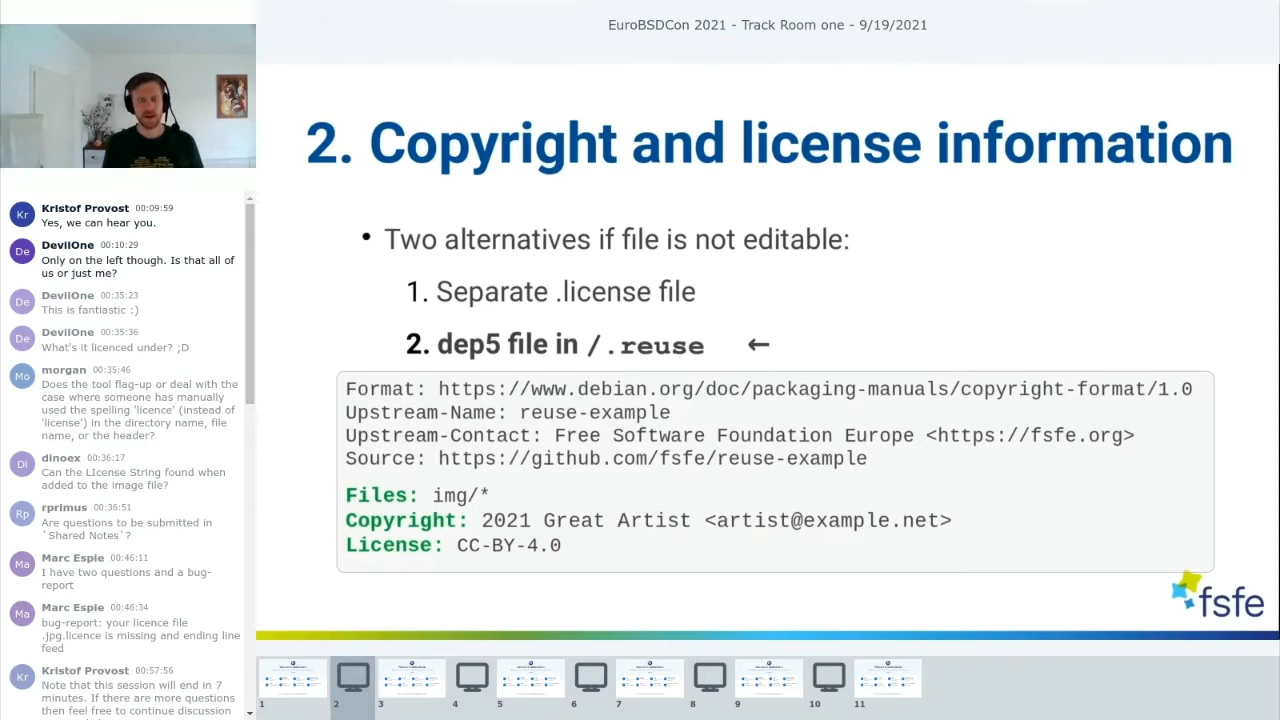 EuroBSDCon 2021 - Track Room one - 9/19/2021
Kr
Kristof Provost 00:09:59
Yes, we can hear you.
De
DevilOne 00:10:29
Only on the left though. Is that all of
us or just me?
De
DevilOne 00:35:23
This is fantiastic :)
De
DevilOne 00:35:36
What's it licenced under? ;D
Mo
morgan 00:35:46
Does the tool flag-up or deal with the
case where someone has manually
used the spelling 'licence' (instead of
'license') in the directory name, file
name, or the header?
Di
dinoex 00:36:17
Can the LIcense String found when
added to the image file?
Rp
rprimus 00:36:51
Are questions to be submitted in
`Shared Notes`?
Ma
Marc Espie 00:46:11
I have two questions and a bug-
report
Ma
Marc Espie 00:46:34
bug-report: your licence file
.jpg.licence is missing and ending line
feed
Kr
Kristof Provost 00:57:56
Note that this session will end in 7
minutes. If there are more questions
then feel free to continue discussion
2. Copyright and license information
• Two alternatives if file is not editable:
1. Separate .license file
2. dep5 file in /.reuse ←
Format: https://www.debian.org/doc/packaging-manuals/copyright-format/1.0
Upstream-Name: reuse-example
Upstream-Contact: Free Software Foundation Europe <https://fsfe.org>
Source: https://github.com/fsfe/reuse-example
Files: img/*
Copyright: 2021 Great Artist <artist@example.net>
License: CC-BY-4.0
fsfe
1 2 3 4 5 6 7 8 9 10 11